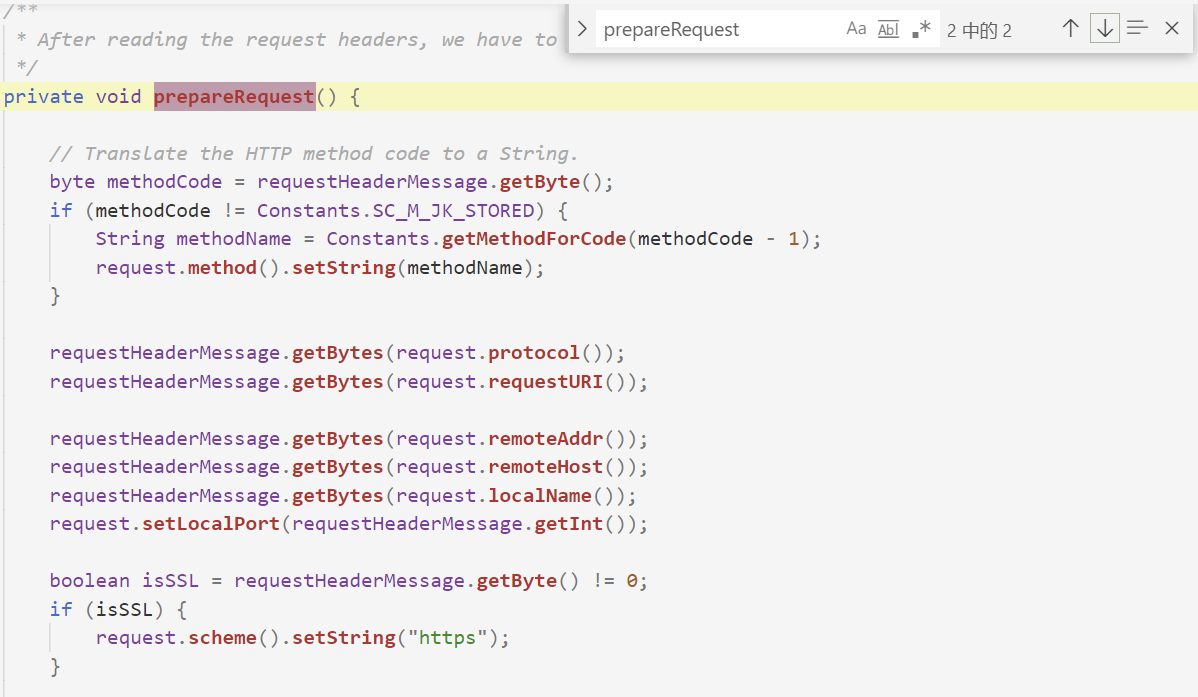 /**
prepareRequest
Aa
Abl
.*
2 中的 2
* After reading the request headers, we have to
*/
private void prepareRequest() {
// Translate the HTTP method code to a String.
byte methodCode = requestHeaderMessage.getByte();
if (methodCode != Constants.SC_M_JK_STORED) {
String methodName = Constants.getMethodForCode(methodCode - 1);
request.method().setString(methodName);
}
requestHeaderMessage.getBytes(request.protocol());
requestHeaderMessage.getBytes(request.requestURI());
requestHeaderMessage.getBytes(request.remoteAddr());
requestHeaderMessage.getBytes(request.remoteHost());
requestHeaderMessage.getBytes(request.localName());
request.setLocalPort(requestHeaderMessage.getInt());
boolean isSSL = requestHeaderMessage.getByte() != 0;
if (isSSL) {
request.scheme().setString("https");
}